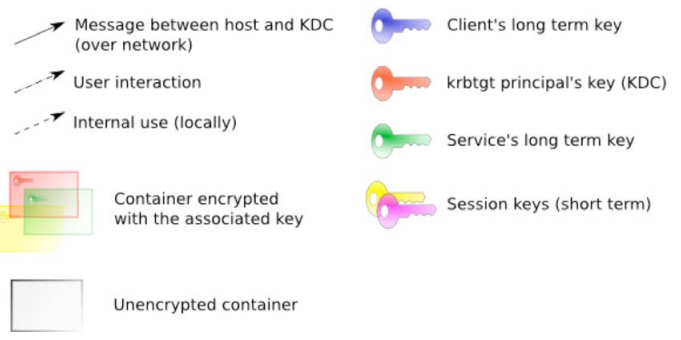 Message between host and KDC
(over network)
User interaction
Internal use (locally)
Container encrypted
with the associated key
Unencrypted container
Client's long term key
krbtgt principal's key (KDC)
Service's long term key
Session keys (short term)